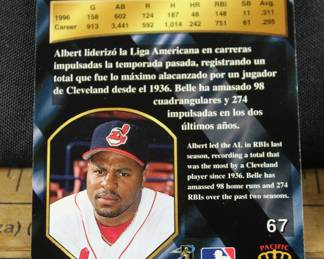 G AB R H HR RBI SB AVG
1996 158 602 124 187 48 148 11 .311
Career 913 3,441 592 1,014 242 751 61 .295
Albert liderizó la Liga Americana en carreras
impulsadas la temporada pasada, registrando un
total que fue lo máximo alacanzado por un jugador
de Cleveland desde el 1936. Belle ha amasado 98
cuadrangulares y 274
impulsadas en los dos
últimos años.
Albert led the AL in RBIs last
season, recording a total that
was the most by a Cleveland
player since 1936. Belle has
amassed 98 home runs and 274
RBIs over the past two seasons.
67
PACIFIC